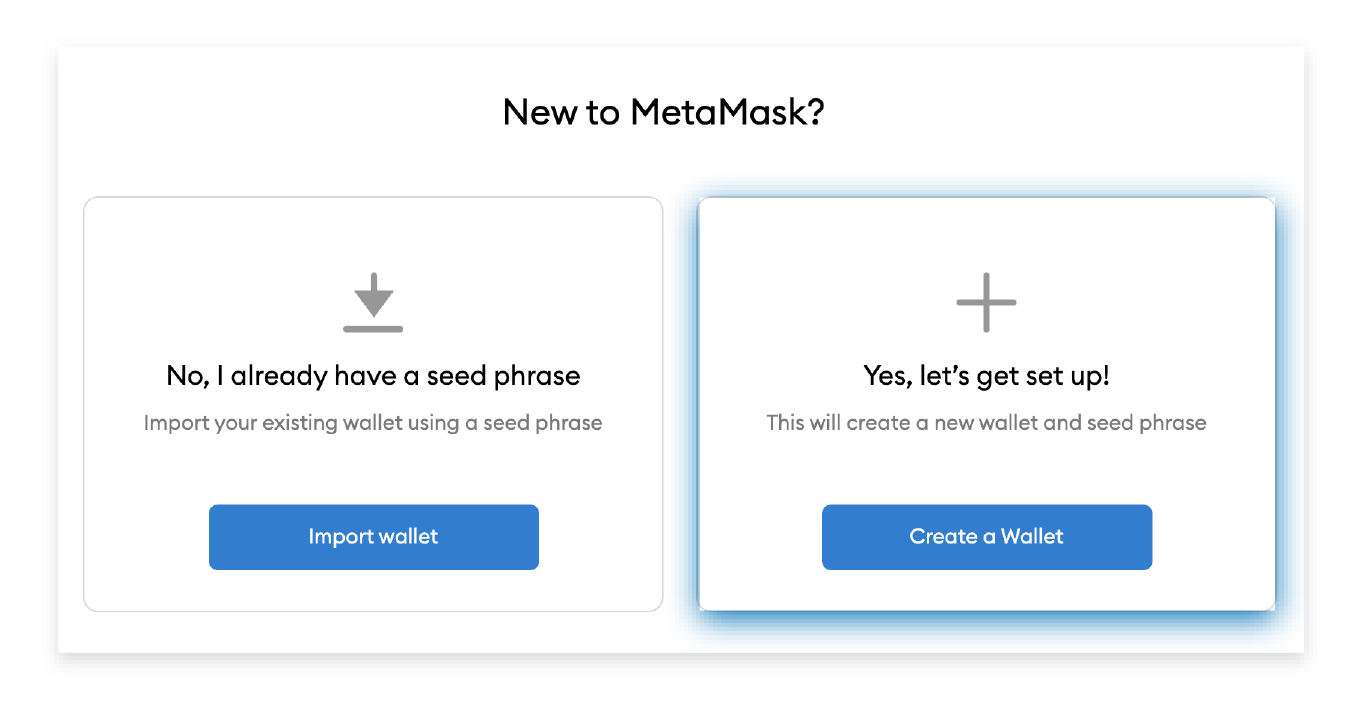 New to MetaMask?
No, I already have a seed phrase
Import your existing wallet using a seed phrase
Import wallet
Yes, let’s get set up!
This will create a new wallet and seed phrase
Create a Wallet